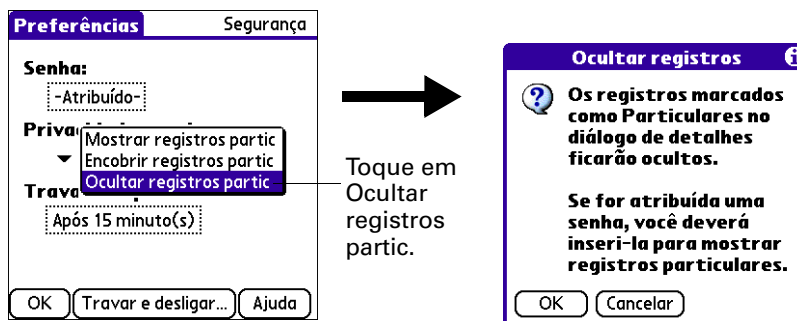 Preferências Segurança
Senha:
-Atribuído-
Mostrar registros partic
Encobrir registros partic
Ocultar registros partic
Após 15 minuto(s)
OK Travar e desligar... Ajuda
Toque em
Ocultar
registros
partic.
Ocultar registros
Os registros marcados
como Particulares no
diálogo de detalhes
ficarão ocultos.
Se for atribuída uma
senha, você deverá
inseri-la para mostrar
registros particulares.
OK Cancelar